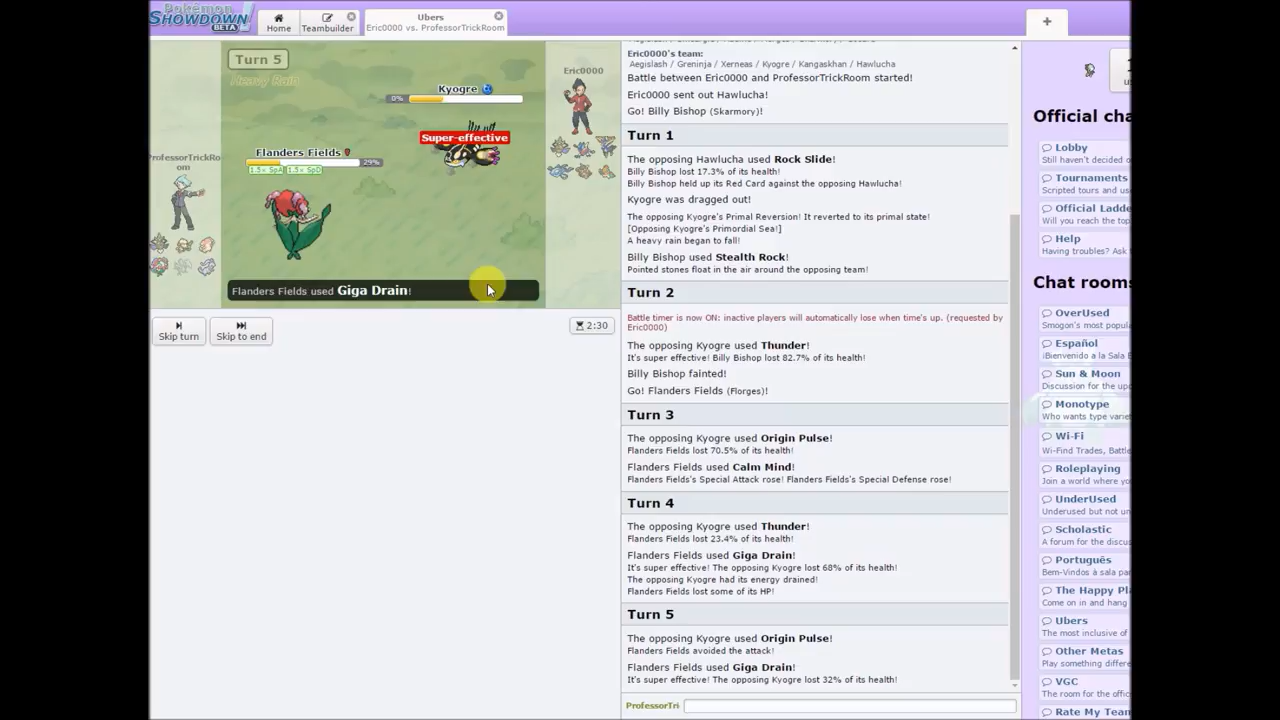 Pokémon
SHOWDOWN!
BETA
Home
Teambuilder
Ubers
Eric0000 vs. ProfessorTrickRoom
+
Turn 5
Heavy Rain
Kyogre
0%
Super-effective
Flanders Fields
29%
1.5× SpA 1.5× SpD
Eric0000
ProfessorTrickRo
om
Flanders Fields used Giga Drain!
Skip turn
Skip to end
2:30
Eric0000's team:
Aegislash / Greninja / Xerneas / Kyogre / Kangaskhan / Hawlucha
Battle between Eric0000 and ProfessorTrickRoom started!
Eric0000 sent out Hawlucha!
Go! Billy Bishop (Skarmory)!
Turn 1
The opposing Hawlucha used Rock Slide!
Billy Bishop lost 17.3% of its health!
Billy Bishop held up its Red Card against the opposing Hawlucha!
Kyogre was dragged out!
The opposing Kyogre's Primal Reversion! It reverted to its primal state!
[Opposing Kyogre's Primordial Sea!]
A heavy rain began to fall!
Billy Bishop used Stealth Rock!
Pointed stones float in the air around the opposing team!
Turn 2
Battle timer is now ON: inactive players will automatically lose when time's up. (requested by
Eric0000)
The opposing Kyogre used Thunder!
It's super effective! Billy Bishop lost 82.7% of its health!
Billy Bishop fainted!
Go! Flanders Fields (Florges)!
Turn 3
The opposing Kyogre used Origin Pulse!
Flanders Fields lost 70.5% of its health!
Flanders Fields used Calm Mind!
Flanders Fields's Special Attack rose! Flanders Fields's Special Defense rose!
Turn 4
The opposing Kyogre used Thunder!
Flanders Fields lost 23.4% of its health!
Flanders Fields used Giga Drain!
It's super effective! The opposing Kyogre lost 68% of its health!
The opposing Kyogre had its energy drained!
Flanders Fields lost some of its HP!
Turn 5
The opposing Kyogre used Origin Pulse!
Flanders Fields avoided the attack!
Flanders Fields used Giga Drain!
It's super effective! The opposing Kyogre lost 32% of its health!
ProfessorTri
Official cha
Lobby
Still haven't decided o
Tournaments
Scripted tours and us
Official Ladde
Will you reach the top
Help
Having troubles? Ask
Chat rooms
OverUsed
Smogon's most popula
Español
¡Bienvenido a la Sala E
Sun & Moon
Discussion for the up
Monotype
Who wants type varie
Wi-Fi
Wi-Find Trades, Battle
Roleplaying
Join a world where yo
UnderUsed
Underused but not un
Scholastic
A forum for the discus
Português
Bem-Vindos à sala pa
The Happy Pla
Come on in and hang
Ubers
The most inclusive of
Other Metas
Play something differe
VGC
The room for the offic
Rate My Team